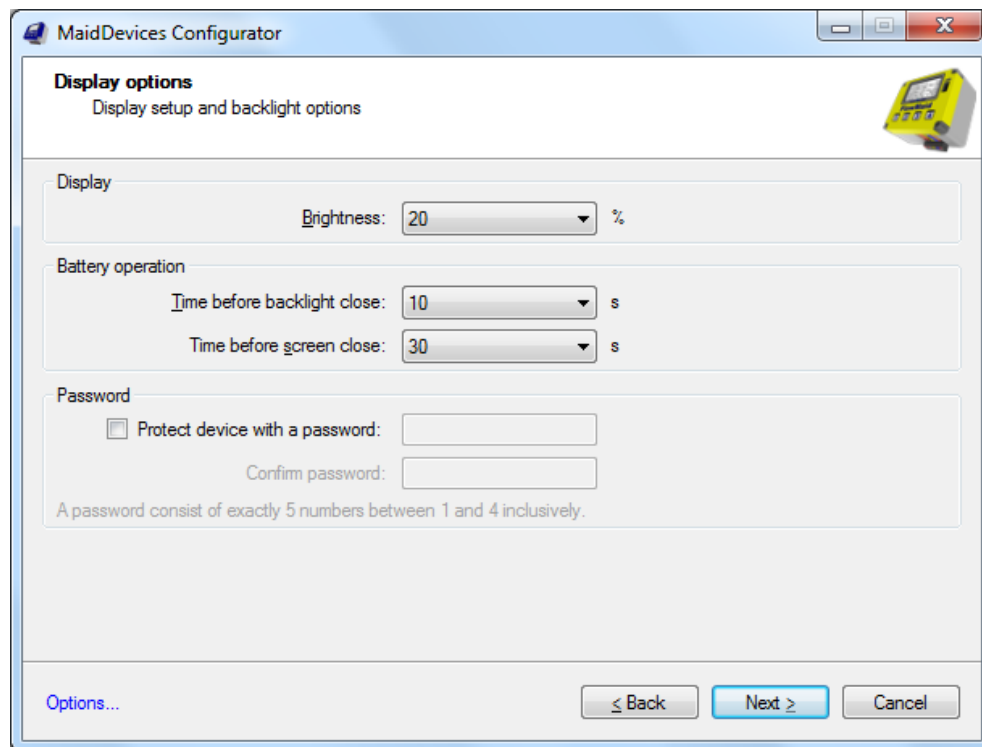 MaidDevices Configurator
Display options
Display setup and backlight options
Display
Brightness: 20 %
Battery operation
Time before backlight close: 10 s
Time before screen close: 30 s
Password
Protect device with a password:
Confirm password:
A password consist of exactly 5 numbers between 1 and 4 inclusively.
Options... < Back Next > Cancel